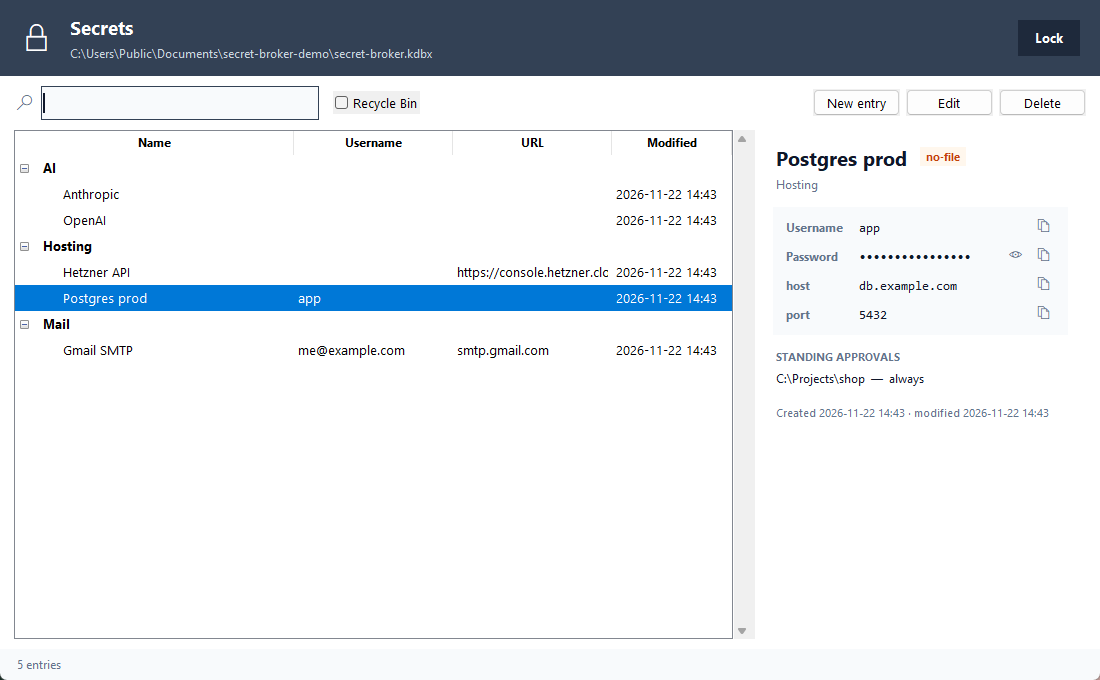 Secrets
C:\Users\Public\Documents\secret-broker-demo\secret-broker.kdbx
Lock
Recycle Bin
New entry
Edit
Delete
Name Username URL Modified
AI
Anthropic 2026-11-22 14:43
OpenAI 2026-11-22 14:43
Hosting
Hetzner API https://console.hetzner.clc 2026-11-22 14:43
Postgres prod app 2026-11-22 14:43
Mail
Gmail SMTP me@example.com smtp.gmail.com 2026-11-22 14:43
Postgres prod no-file
Hosting
Username app
Password ••••••••••••••••
host db.example.com
port 5432
STANDING APPROVALS
C:\Projects\shop — always
Created 2026-11-22 14:43 · modified 2026-11-22 14:43
5 entries